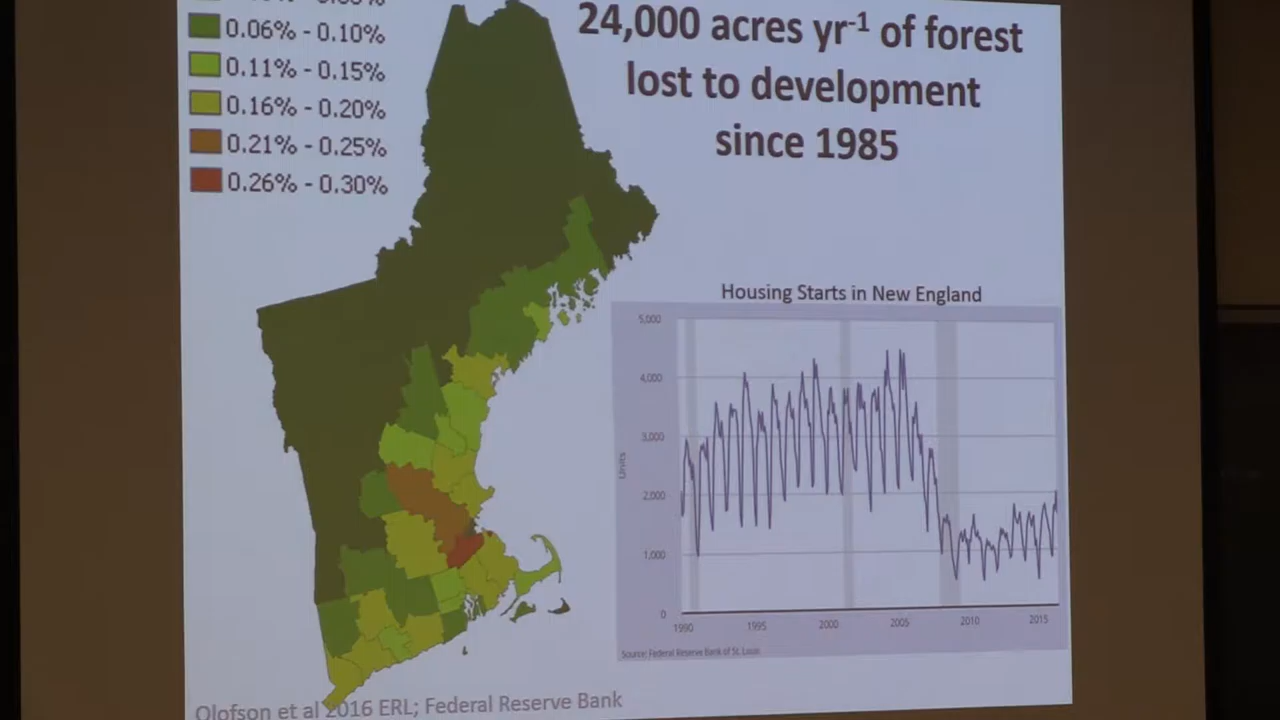 0.06% - 0.10%
0.11% - 0.15%
0.16% - 0.20%
0.21% - 0.25%
0.26% - 0.30%
24,000 acres yr-1 of forest
lost to development
since 1985
Housing Starts in New England
5,000
4,000
3,000
2,000
1,000
0
Units
1990 1995 2000 2005 2010 2015
Source: Federal Reserve Bank of St. Louis
Olofson et al 2016 ERL; Federal Reserve Bank